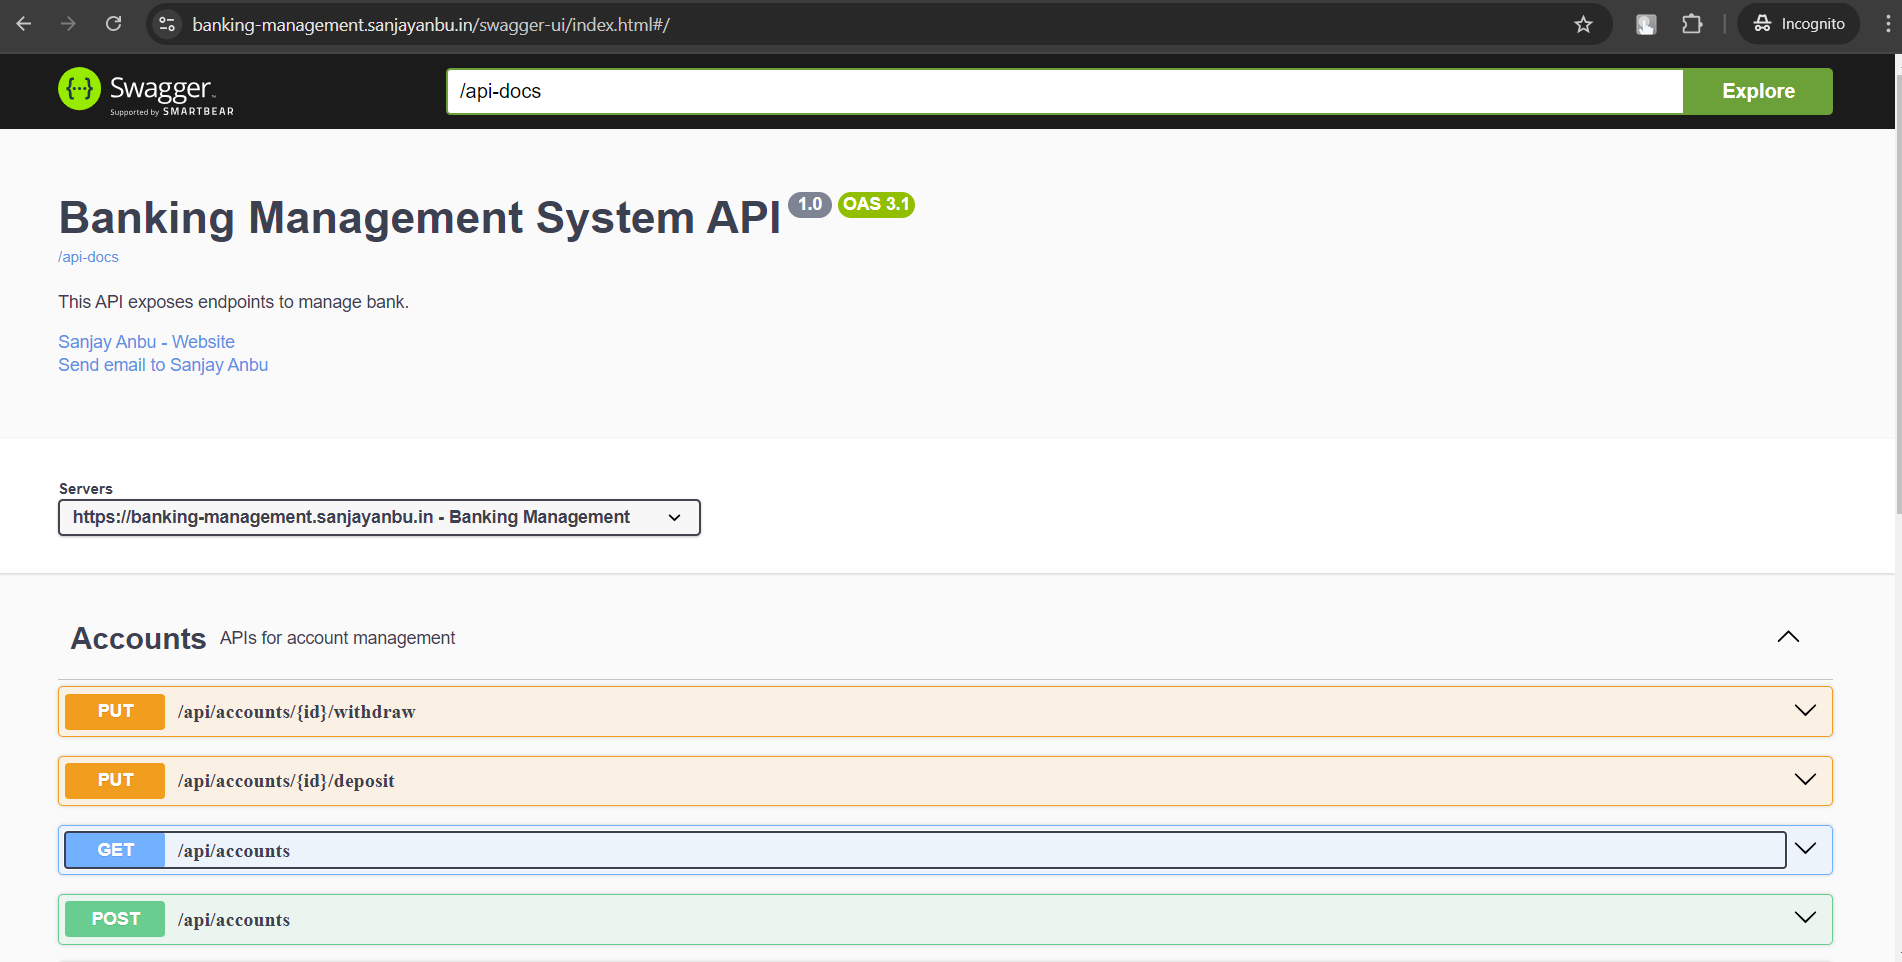 banking-management.sanjayanbu.in/swagger-ui/index.html#/
Incognito
Swagger™
Supported by SMARTBEAR
/api-docs
Explore
Banking Management System API 1.0 OAS 3.1
/api-docs
This API exposes endpoints to manage bank.
Sanjay Anbu - Website
Send email to Sanjay Anbu
Servers
https://banking-management.sanjayanbu.in - Banking Management
Accounts APIs for account management
PUT /api/accounts/{id}/withdraw
PUT /api/accounts/{id}/deposit
GET /api/accounts
POST /api/accounts